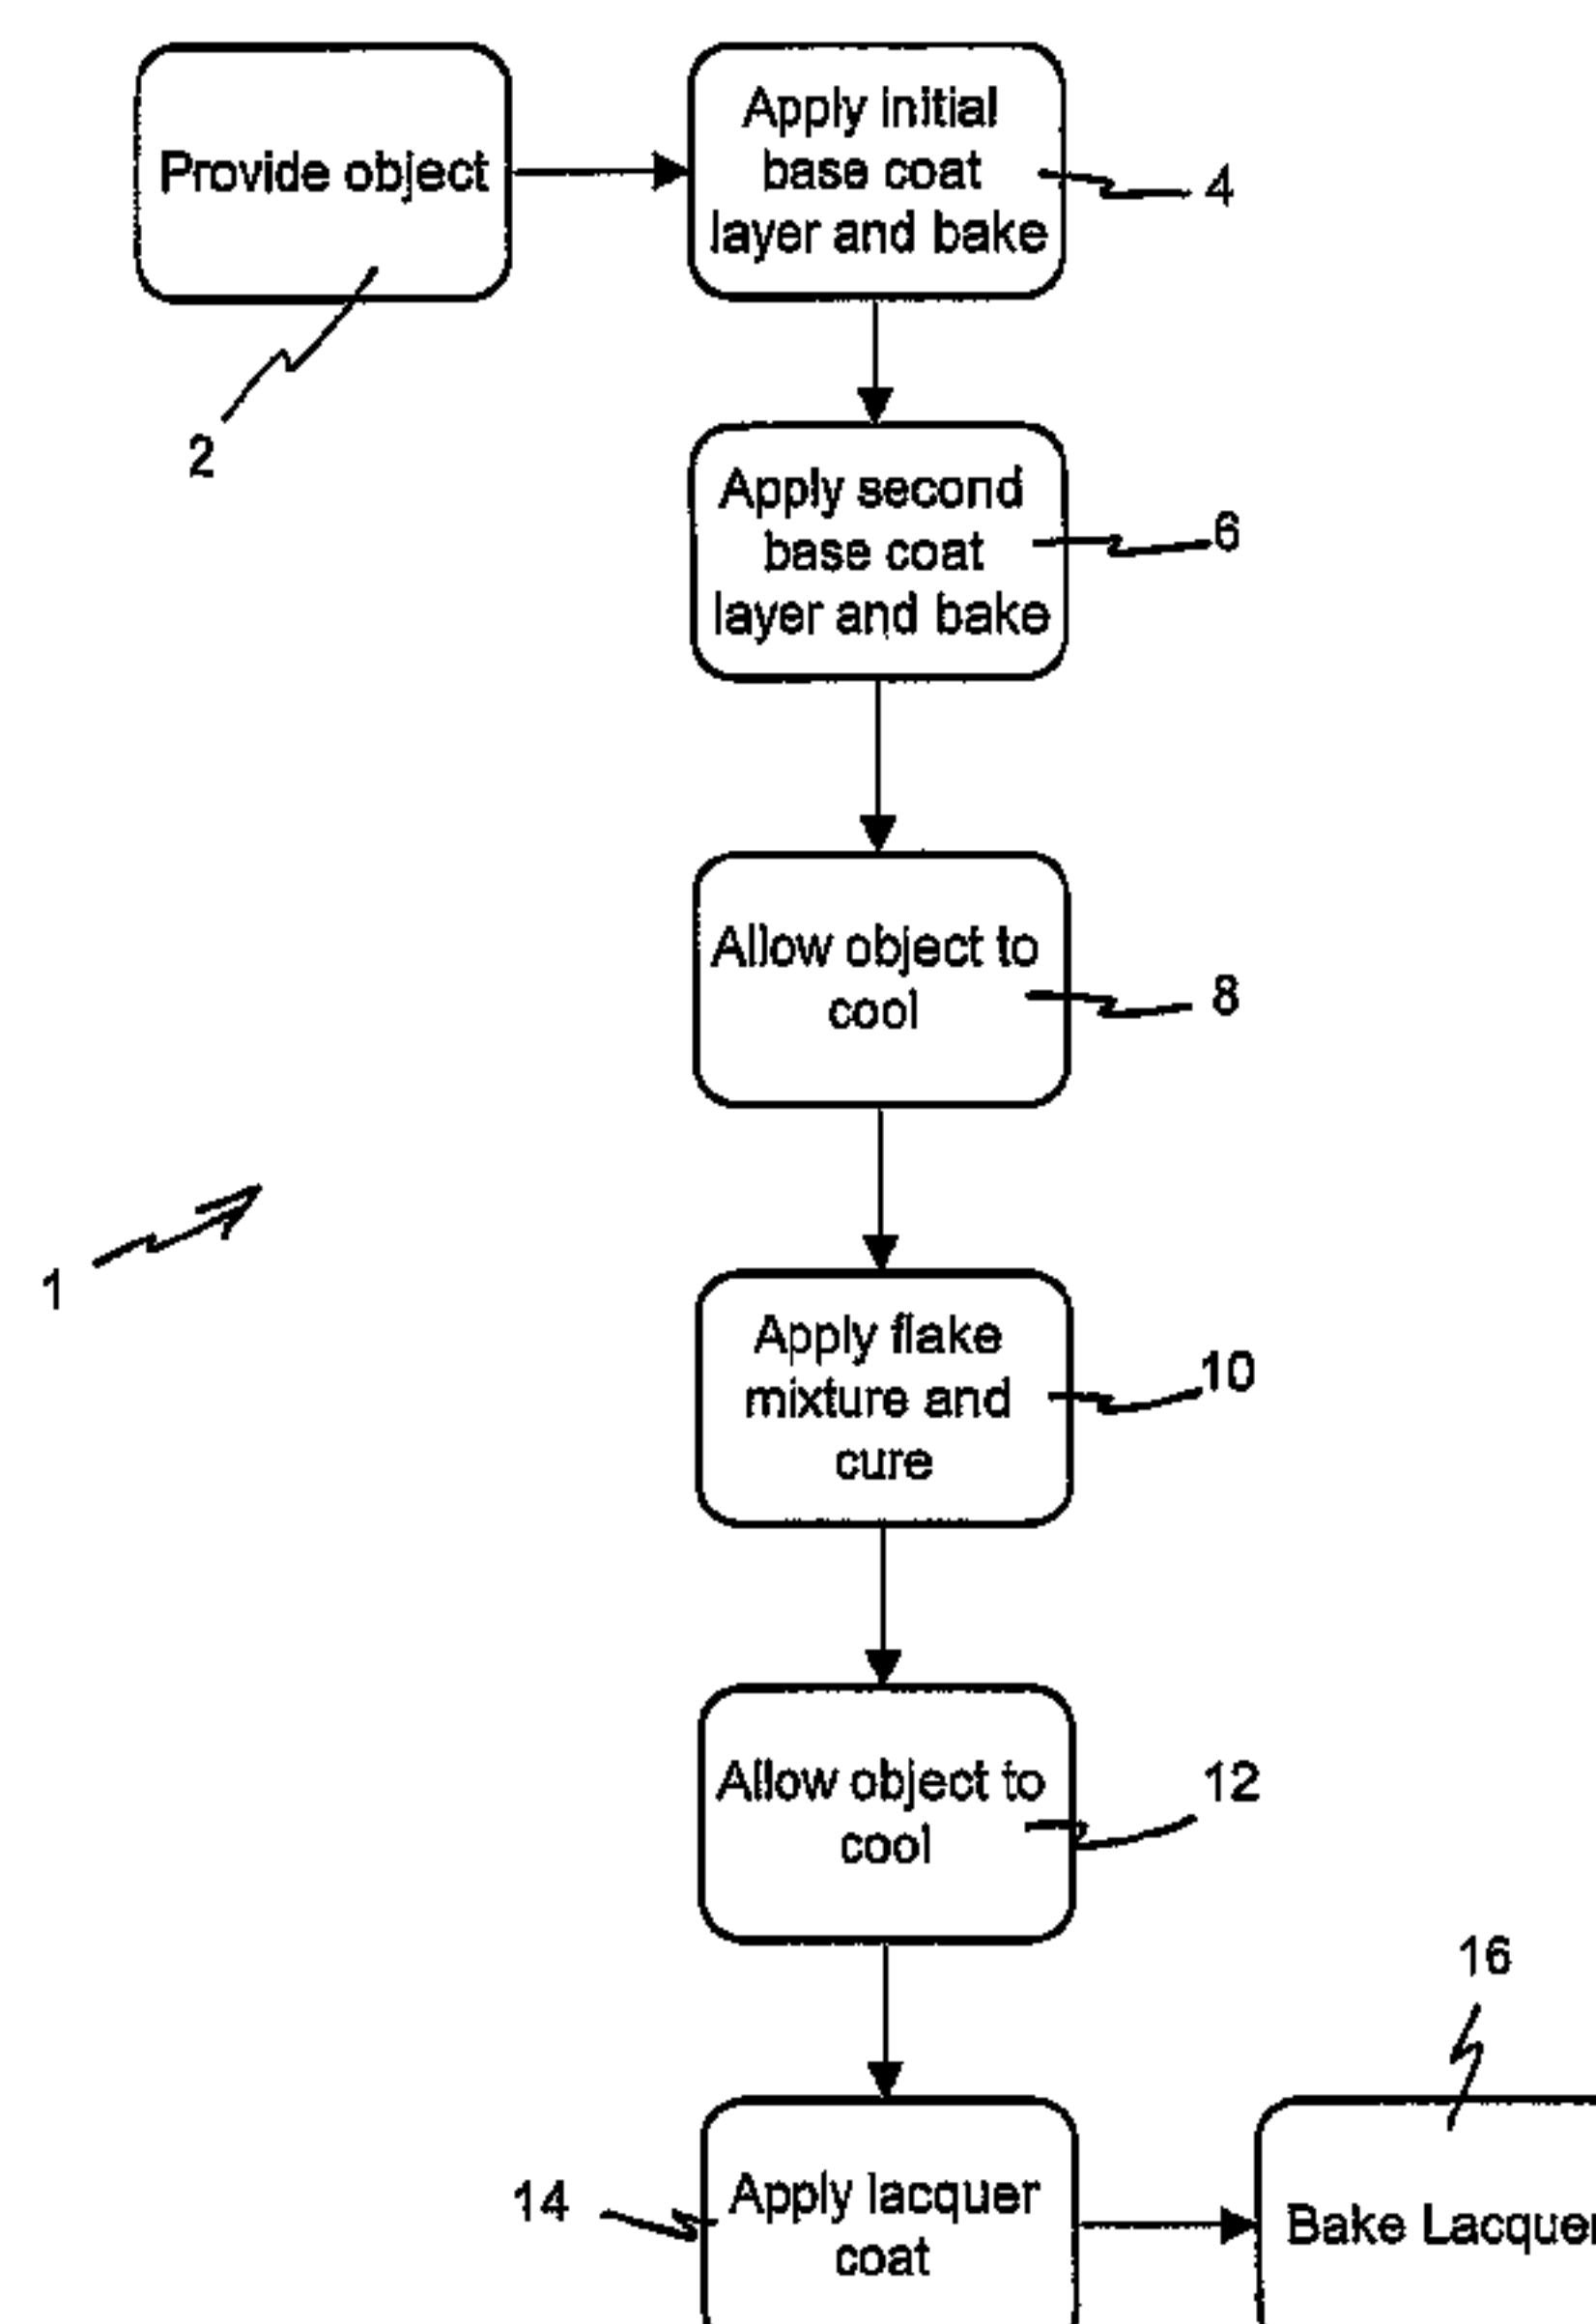 Provide object
2
Apply initial
base coat
layer and bake
4
Apply second
base coat
layer and bake
6
Allow object to
cool
8
1
Apply flake
mixture and
cure
10
Allow object to
cool
12
16
14
Apply lacquer
coat
Bake Lacquer